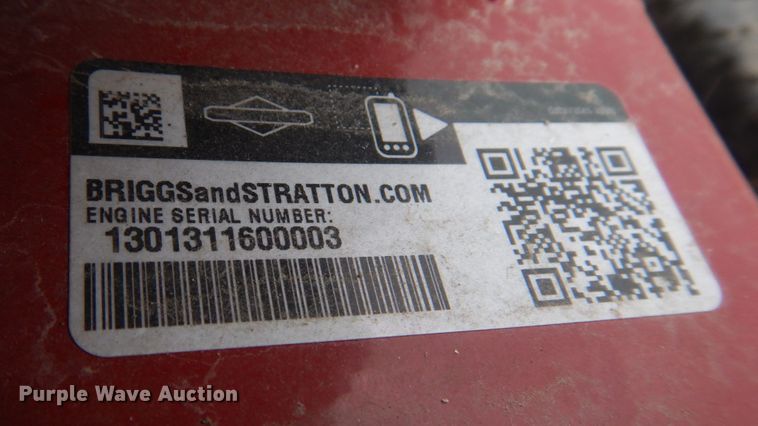 BRIGGSandSTRATTON.COM
ENGINE SERIAL NUMBER:
1301311600003
Purple Wave Auction